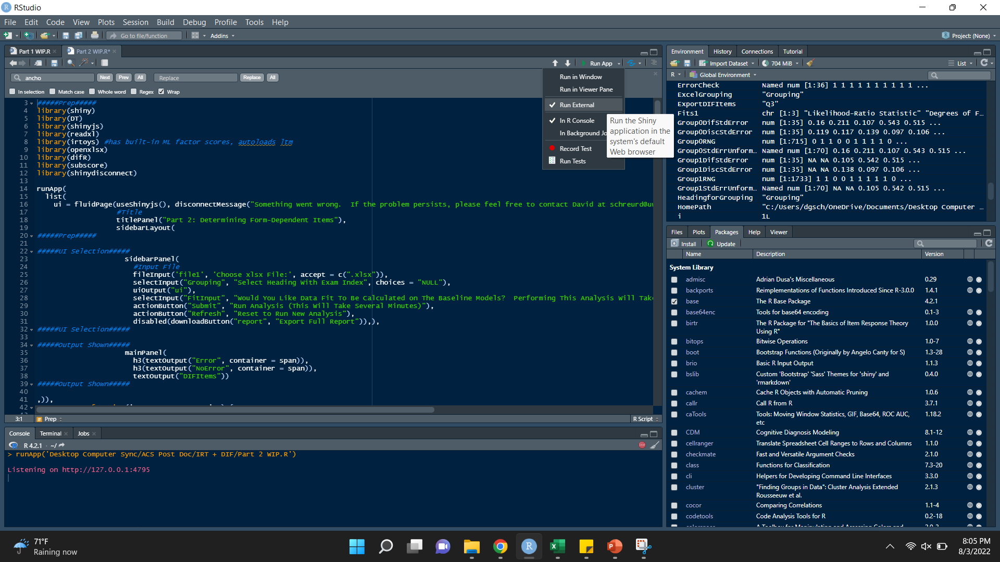 RStudio
File Edit Code View Plots Session Build Debug Profile Tools Help
Go to file/function Addins Project: (None)
Part 1 WIP.R Part 2 WIP.R*
Run App
ancho Next Prev All Replace Replace All
In selection Match case Whole word Regex Wrap
Run in Window
Run in Viewer Pane
Run External
In R Console
In Background Jo
Record Test
Run Tests
Run the Shiny
application in the
system's default
Web browser
3 #####Prep#####
4 library(shiny)
5 library(DT)
6 library(shinyjs)
7 library(readxl)
8 library(irtoys) #has built-in ML factor scores, autoloads ltm
9 library(openxlsx)
10 library(difR)
11 library(subscore)
12 library(shinydisconnect)
13
14 runApp(
15 list(
16 ui = fluidPage(useShinyjs(), disconnectMessage("Something went wrong.  If the problem persists, please feel free to contact David at schreurd@uw
17 #Title
18 titlePanel("Part 2: Determining Form-Dependent Items"),
19 sidebarLayout(
20 #####Prep#####
21
22 #####UI Selection#####
23 sidebarPanel(
24 #Input File
25 fileInput('file1', 'Choose xlsx File:', accept = c(".xlsx")),
26 selectInput("Grouping", "Select Heading With Exam Index", choices = "NULL"),
27 uiOutput("ui"),
28 selectInput("FitInput", "Would You Like Data Fit To Be Calculated on The Baseline Models?  Performing This Analysis Will Tak
29 actionButton("Submit", "Run Analysis (This Will Take Several Minutes)"),
30 actionButton("Refresh", "Reset to Run New Analysis"),
31 disabled(downloadButton("report", "Export Full Report")),),
32 #####UI Selection#####
33
34 #####Output Shown#####
35 mainPanel(
36 h3(textOutput("Error", container = span)),
37 h3(textOutput("NoError", container = span)),
38 textOutput("DIFItems"))
39 #####Output Shown#####
40
41 ,)),
42
3:1 Prep R Script
Console Terminal Jobs
R 4.2.1 · ~/
> runApp('Desktop Computer Sync/ACS Post Doc/IRT + DIF/Part 2 WIP.R')
Listening on http://127.0.0.1:4795
Environment History Connections Tutorial
Import Dataset 704 MiB List
R Global Environment
ErrorCheck Named num [1:36] 1 1 1 1 1 1 1 1 1 1 ...
ExcelGrouping "Grouping"
ExportDIFItems "Q3"
Fits1 chr [1:3] "Likelihood-Ratio Statistic" "Degrees of F…
Group0DifStdError num [1:35] 0.16 0.211 0.107 0.543 0.515 ...
Group0DiscStdError num [1:35] 0.119 0.117 0.139 0.097 0.106 ...
Group0RNG num [1:715] 0 1 1 0 0 1 1 1 1 0 ...
Group0StdErrUnform… Named num [1:70] 0.16 0.211 0.107 0.543 0.515 ...
Group1DifStdError num [1:35] NA NA 0.105 0.542 0.515 ...
Group1DiscStdError num [1:35] NA NA 0.138 0.097 0.106 ...
Group1RNG num [1:1733] 1 1 0 0 1 1 1 1 1 0 ...
Group1StdErrUnform… Named num [1:70] NA NA 0.105 0.542 0.515 ...
HeadingforGrouping "Grouping"
HomePath "C:/Users/dgsch/OneDrive/Documents/Desktop Computer …
i 1L
Files Plots Packages Help Viewer
Install Update
Name Description Version
System Library
admisc Adrian Dusa's Miscellaneous 0.29
backports Reimplementations of Functions Introduced Since R-3.0.0 1.4.1
base The R Base Package 4.2.1
base64enc Tools for base64 encoding 0.1-3
birtr The R Package for "The Basics of Item Response Theory 1.0.0
Using R"
bitops Bitwise Operations 1.0-7
boot Bootstrap Functions (Originally by Angelo Canty for S) 1.3-28
brio Basic R Input Output 1.1.3
bslib Custom 'Bootstrap' 'Sass' Themes for 'shiny' and 0.4.0
'rmarkdown'
cachem Cache R Objects with Automatic Pruning 1.0.6
callr Call R from R 3.7.1
caTools Tools: Moving Window Statistics, GIF, Base64, ROC AUC, 1.18.2
etc
CDM Cognitive Diagnosis Modeling 8.1-12
cellranger Translate Spreadsheet Cell Ranges to Rows and Columns 1.1.0
checkmate Fast and Versatile Argument Checks 2.1.0
class Functions for Classification 7.3-20
cli Helpers for Developing Command Line Interfaces 3.3.0
cluster "Finding Groups in Data": Cluster Analysis Extended 2.1.3
Rousseeuw et al.
cocor Comparing Correlations 1.1-4
codetools Code Analysis Tools for R 0.2-18
71°F
Raining now
8:05 PM
8/3/2022